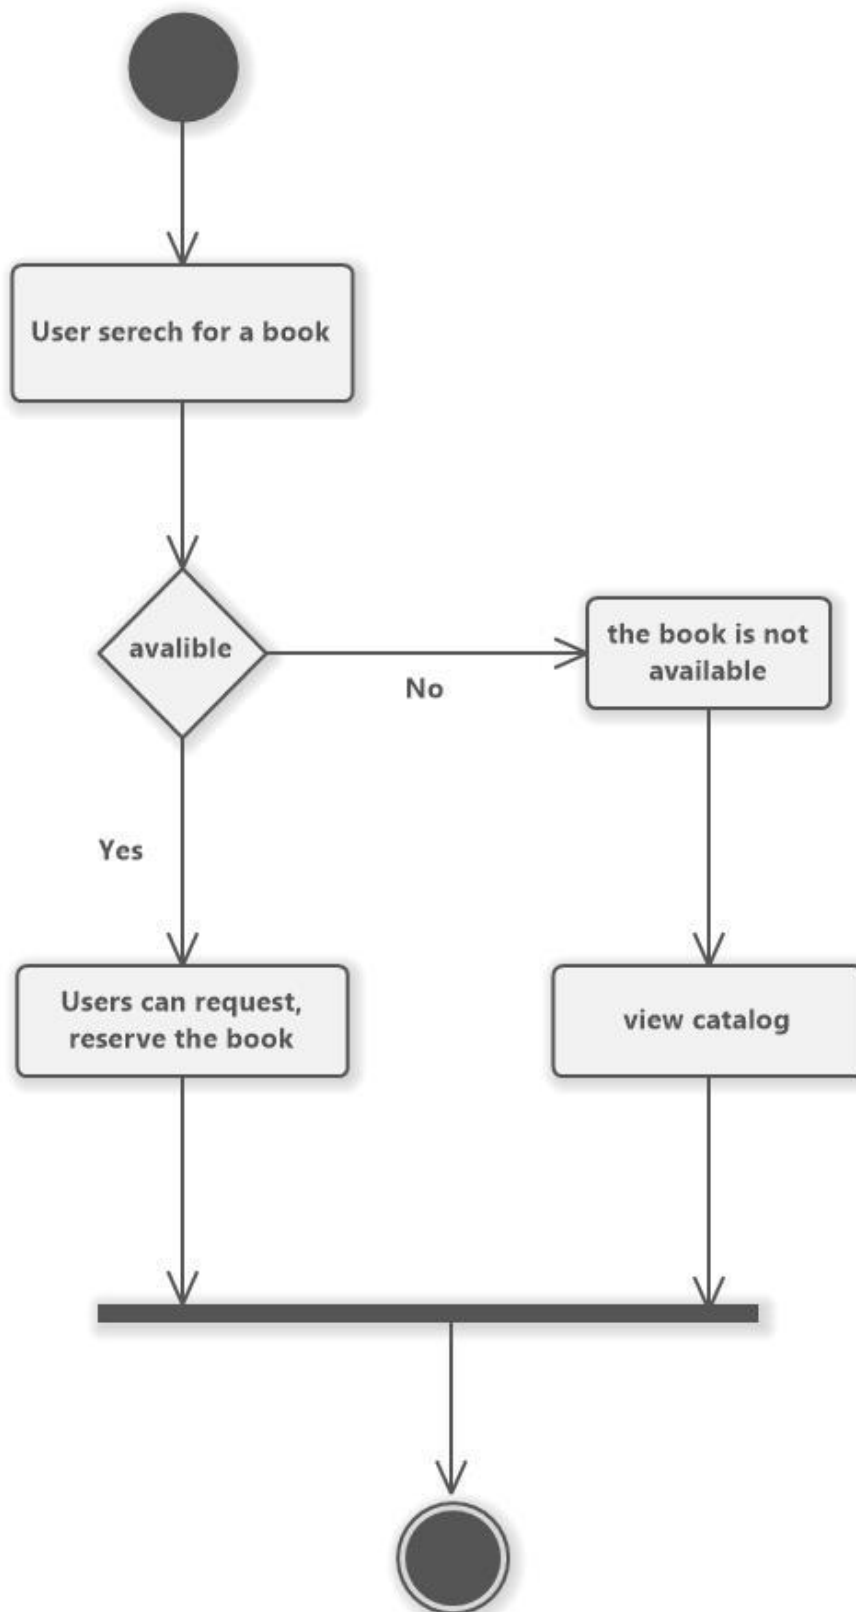 User serech for a book
avalible
the book is not
available
No
Yes
Users can request,
reserve the book
view catalog